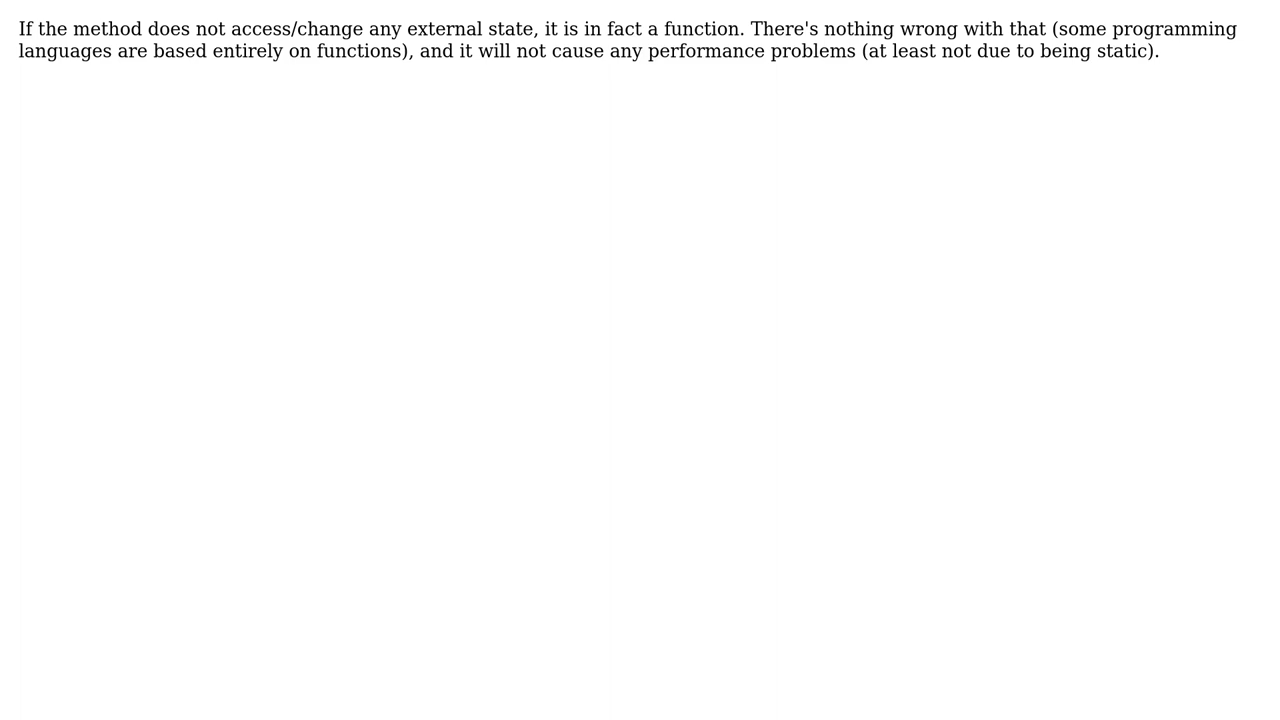 If the method does not access/change any external state, it is in fact a function. There's nothing wrong with that (some programming
languages are based entirely on functions), and it will not cause any performance problems (at least not due to being static).